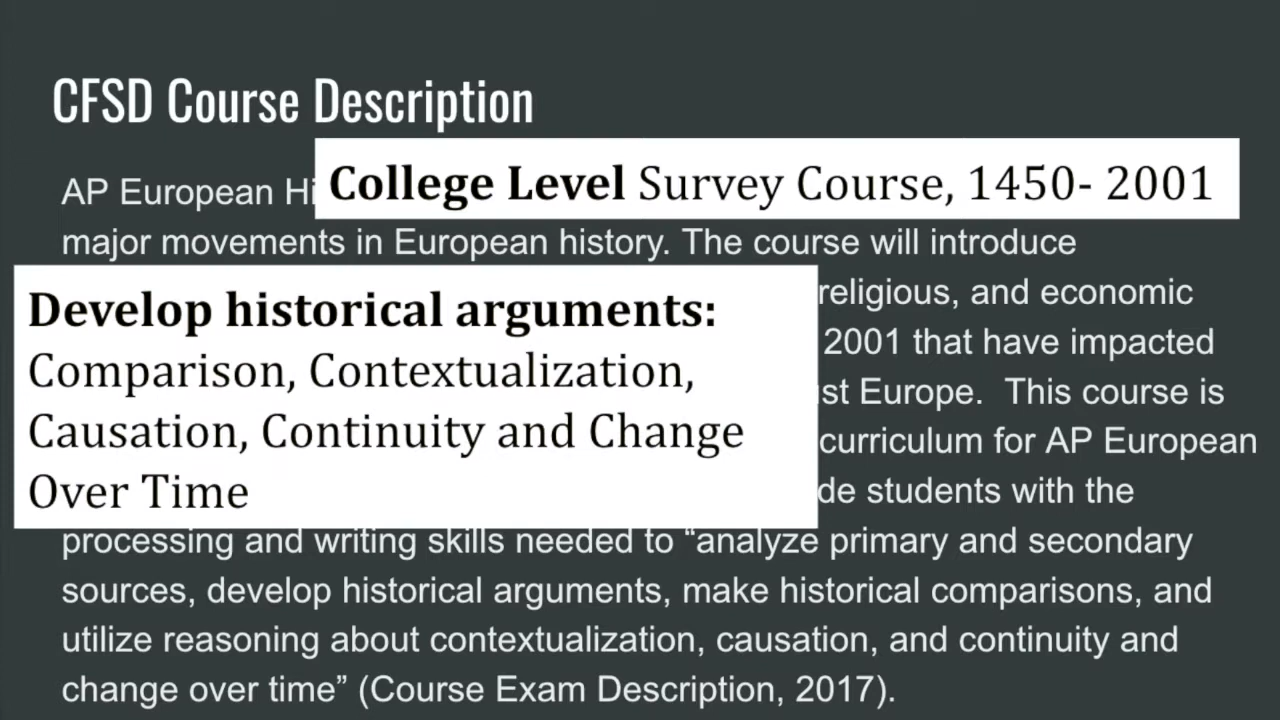 CFSD Course Description
AP European
College Level Survey Course, 1450- 2001
major movements in European history. The course will introduce
Develop historical arguments:
Comparison, Contextualization,
Causation, Continuity and Change
Over Time
religious, and economic
2001 that have impacted
Europe. This course is
curriculum for AP European
students with the
processing and writing skills needed to “analyze primary and secondary
sources, develop historical arguments, make historical comparisons, and
utilize reasoning about contextualization, causation, and continuity and
change over time” (Course Exam Description, 2017).